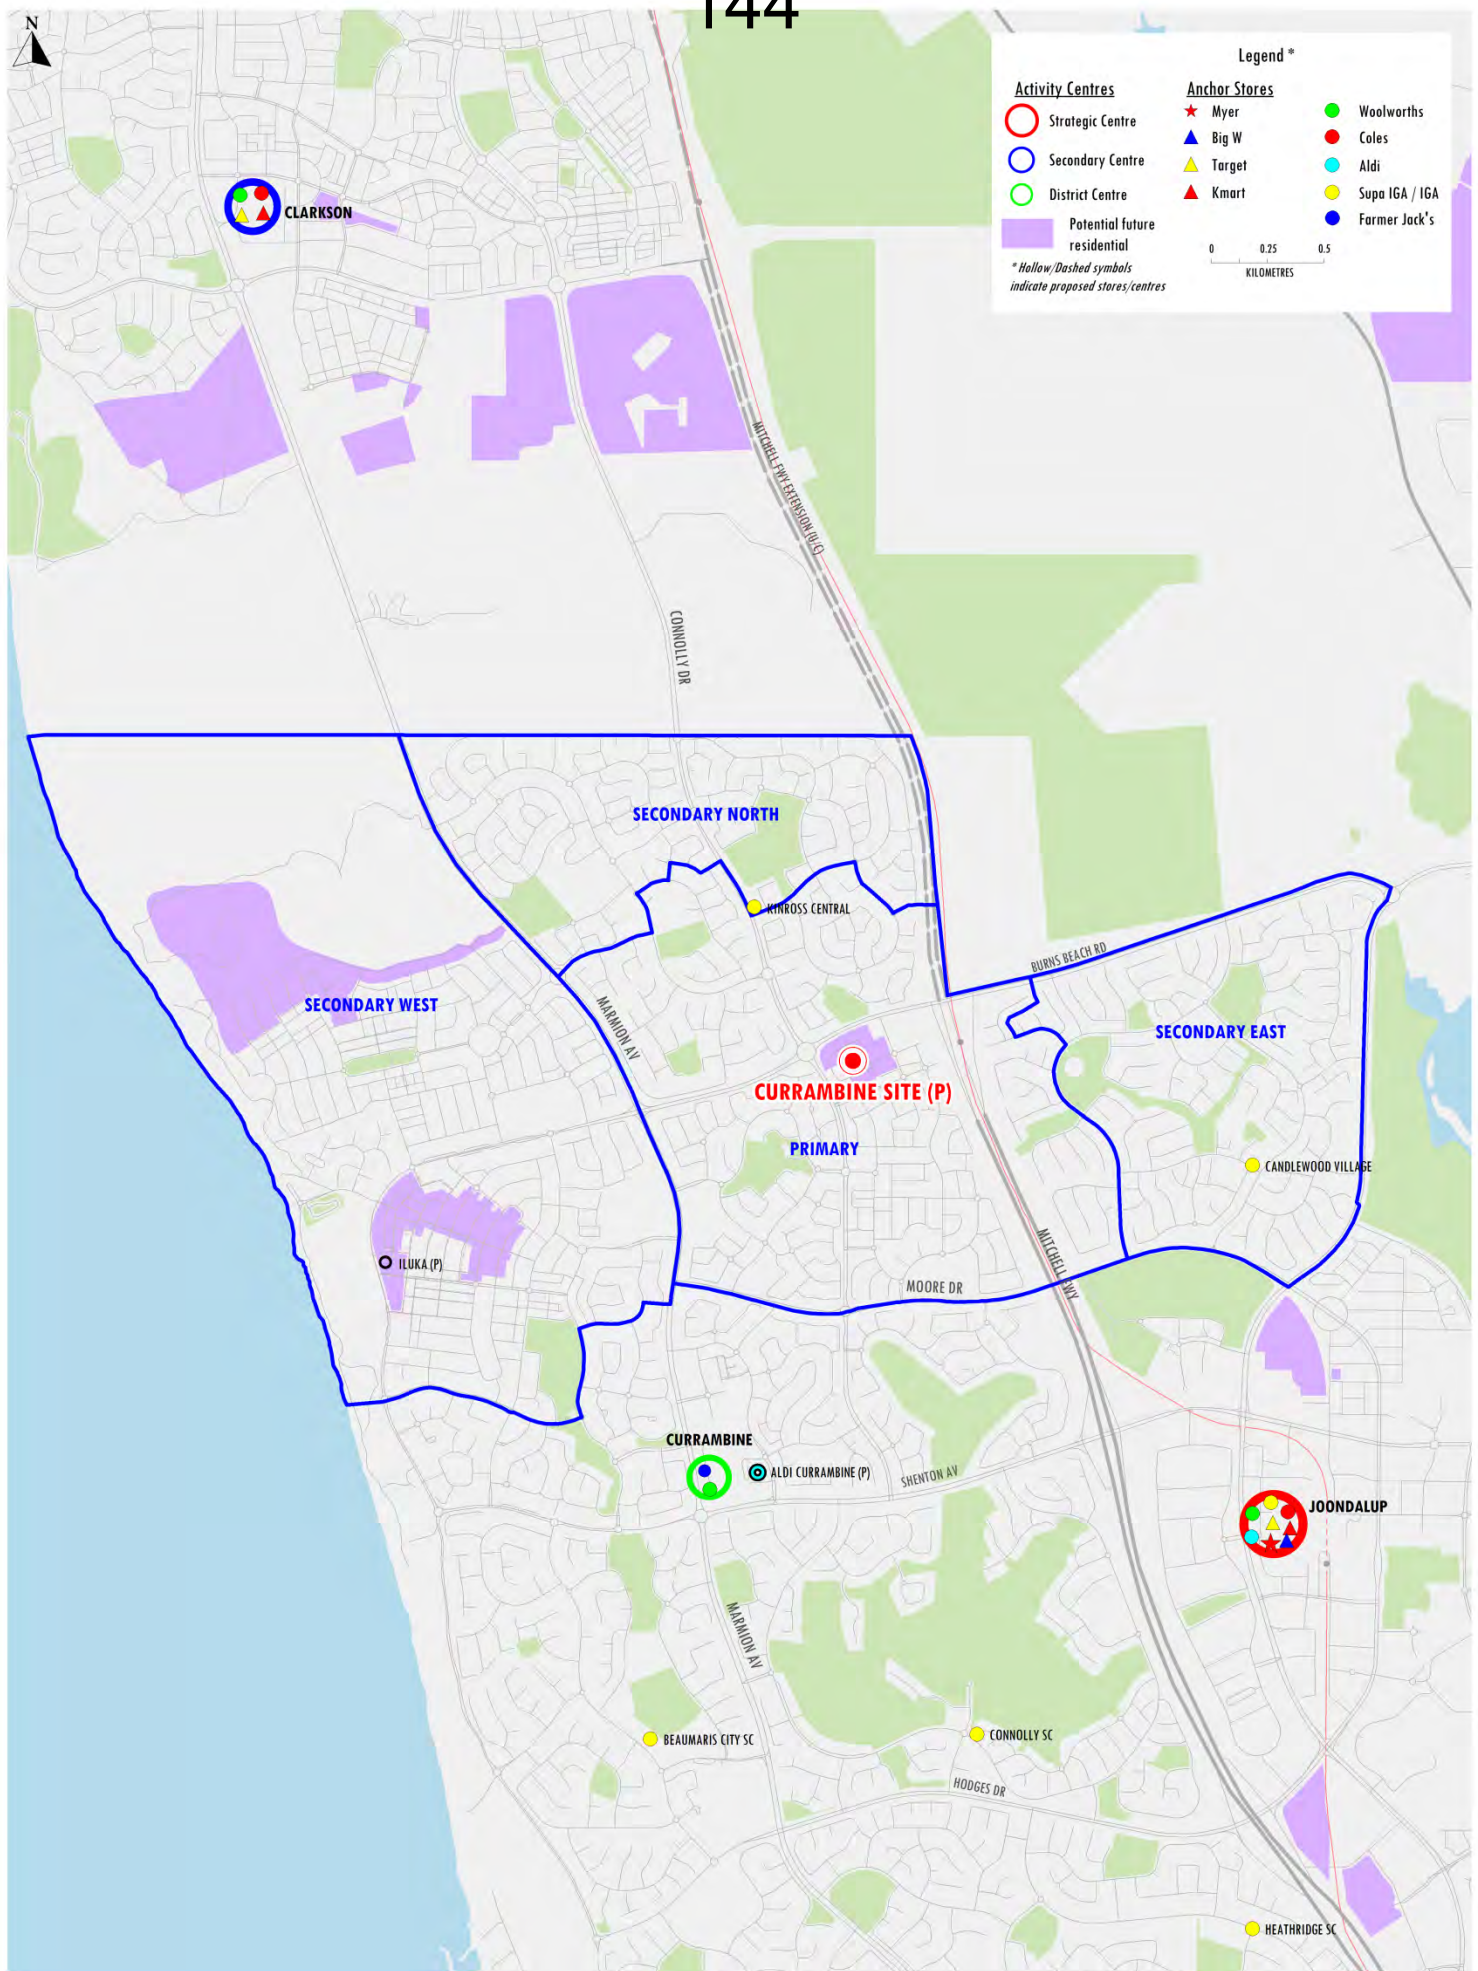 144
N
Legend *
Activity Centres
Strategic Centre
Secondary Centre
District Centre
Potential future
residential
* Hollow/Dashed symbols
indicate proposed stores/centres
Anchor Stores
Myer
Big W
Target
Kmart
Woolworths
Coles
Aldi
Supa IGA / IGA
Farmer Jack's
0 0.25 0.5
KILOMETRES
CLARKSON
MITCHELL FWY EXTENSION (U/C)
CONNOLLY DR
SECONDARY NORTH
KINROSS CENTRAL
BURNS BEACH RD
SECONDARY WEST
MARMION AV
SECONDARY EAST
CURRAMBINE SITE (P)
PRIMARY
CANDLEWOOD VILLAGE
ILUKA (P)
MITCHELL FWY
MOORE DR
CURRAMBINE
ALDI CURRAMBINE (P)
SHENTON AV
JOONDALUP
MARMION AV
BEAUMARIS CITY SC
CONNOLLY SC
HODGES DR
HEATHRIDGE SC